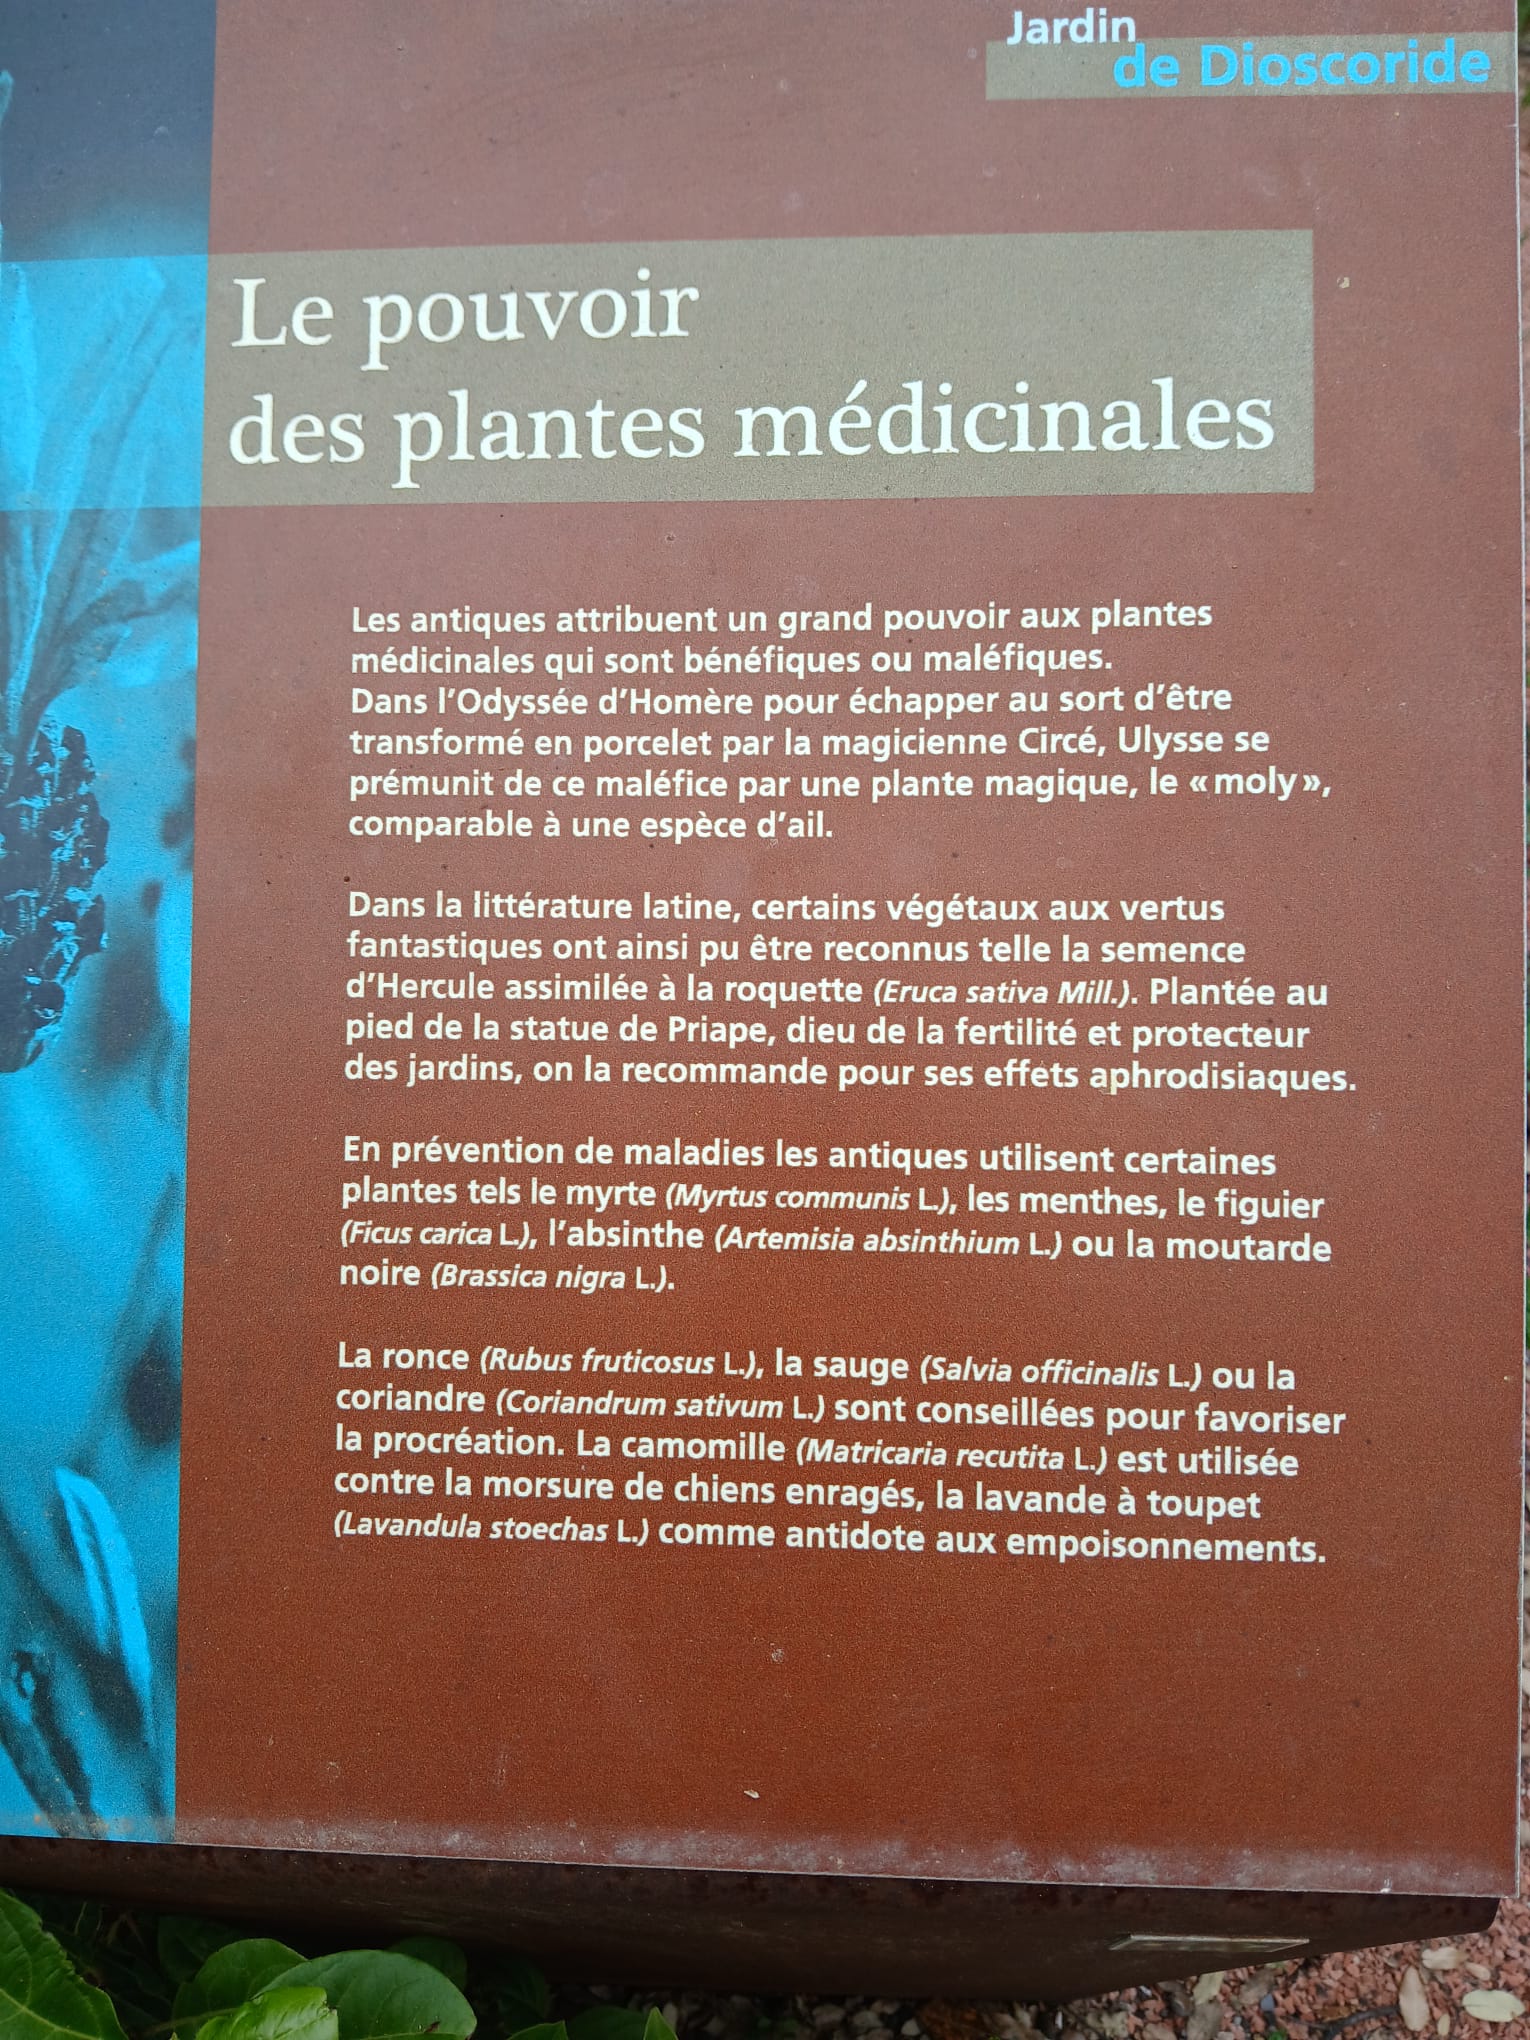 Jardin
de Dioscoride
Le pouvoir
des plantes médicinales
Les antiques attribuent un grand pouvoir aux plantes
médicinales qui sont bénéfiques ou maléfiques.
Dans l'Odyssée d'Homère pour échapper au sort d'être
transformé en porcelet par la magicienne Circé, Ulysse se
prémunit de ce maléfice par une plante magique, le « moly »,
comparable à une espèce d'ail.
Dans la littérature latine, certains végétaux aux vertus
fantastiques ont ainsi pu être reconnus telle la semence
d'Hercule assimilée à la roquette (Eruca sativa Mill.). Plantée au
pied de la statue de Priape, dieu de la fertilité et protecteur
des jardins, on la recommande pour ses effets aphrodisiaques.
En prévention de maladies les antiques utilisent certaines
plantes tels le myrte (Myrtus communis L.), les menthes, le figuier
(Ficus carica L.), l'absinthe (Artemisia absinthium L.) ou la moutarde
noire (Brassica nigra L.).
La ronce (Rubus fruticosus L.), la sauge (Salvia officinalis L.) ou la
coriandre (Coriandrum sativum L.) sont conseillées pour favoriser
la procréation. La camomille (Matricaria recutita L.) est utilisée
contre la morsure de chiens enragés, la lavande à toupet
(Lavandula stoechas L.) comme antidote aux empoisonnements.